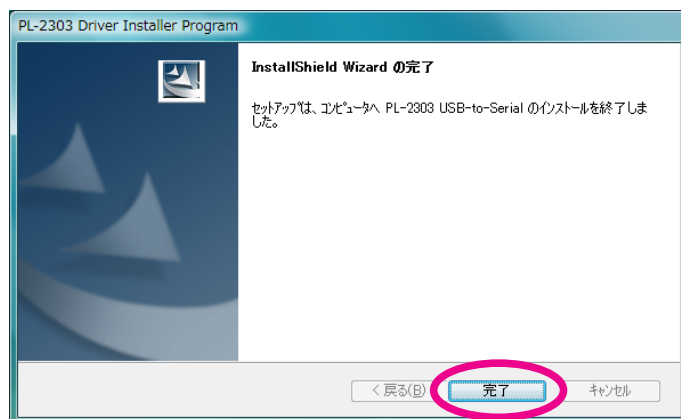 PL-2303 Driver Installer Program
InstallShield Wizard の完了
セットアップは、コンピュータへ PL-2303 USB-to-Serial のインストールを終了しま
した。
< 戻る(B)
完了
キャンセル